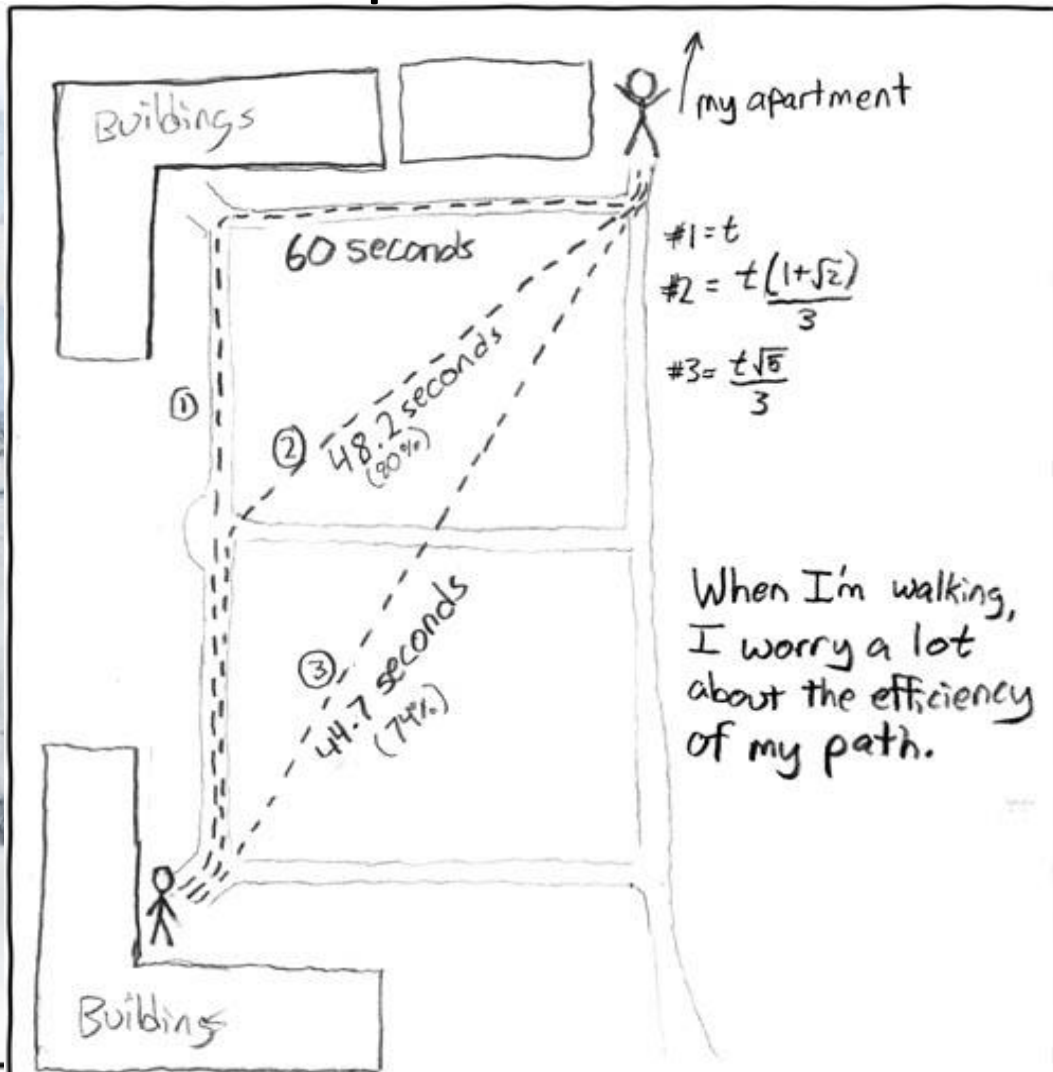 Buildings
my apartment
60 seconds
#1 = t
#2 = t(1+√2)
3
#3 = t√5
3
①
②
48.2 seconds
(80%)
③
44.7 seconds
(74%)
When I'm walking,
I worry a lot
about the efficiency
of my path.
Buildings